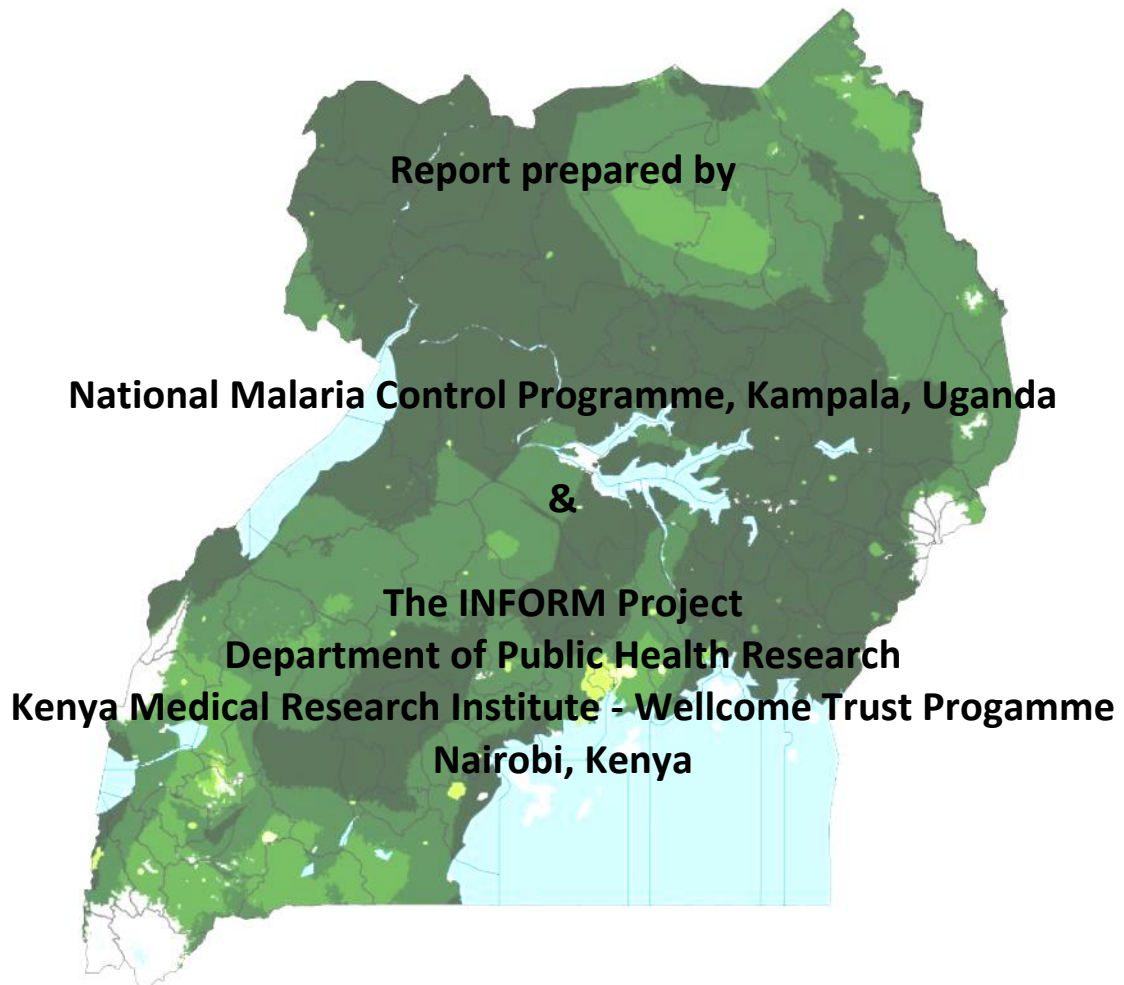 Report prepared by
National Malaria Control Programme, Kampala, Uganda
&
The INFORM Project
Department of Public Health Research
Kenya Medical Research Institute - Wellcome Trust Progamme
Nairobi, Kenya